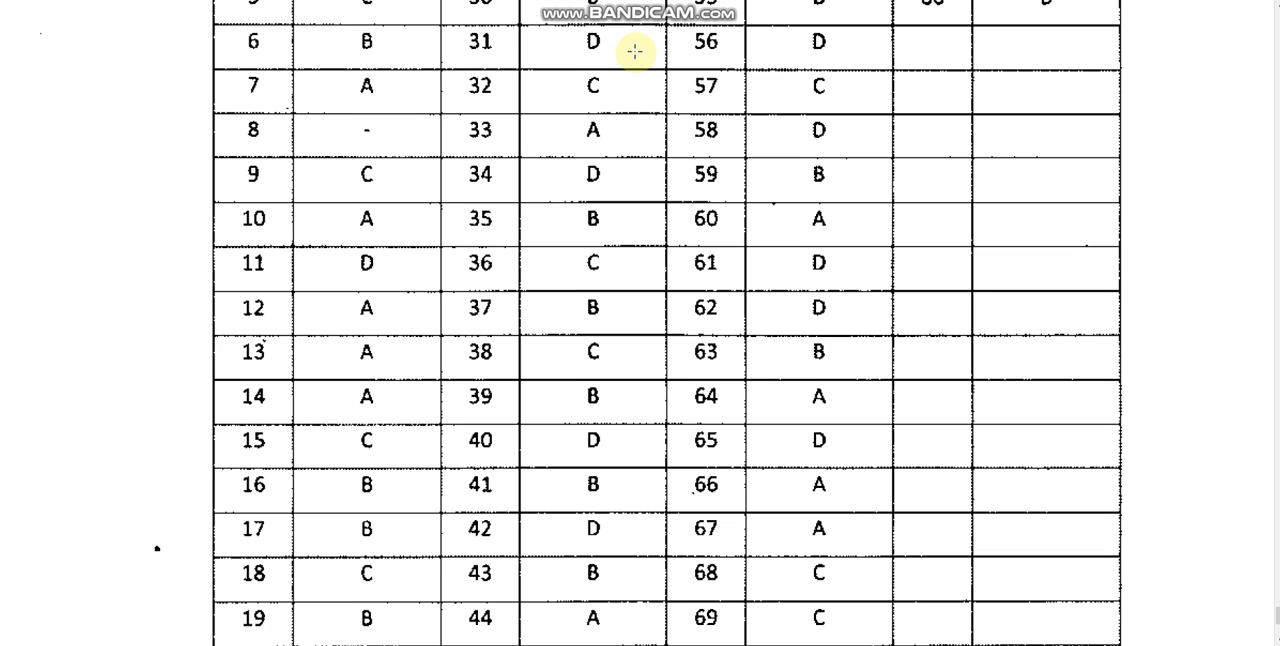 www.BANDICAM.com
6 B 31 D 56 D
7 A 32 C 57 C
8 - 33 A 58 D
9 C 34 D 59 B
10 A 35 B 60 A
11 D 36 C 61 D
12 A 37 B 62 D
13 A 38 C 63 B
14 A 39 B 64 A
15 C 40 D 65 D
16 B 41 B 66 A
17 B 42 D 67 A
18 C 43 B 68 C
19 B 44 A 69 C